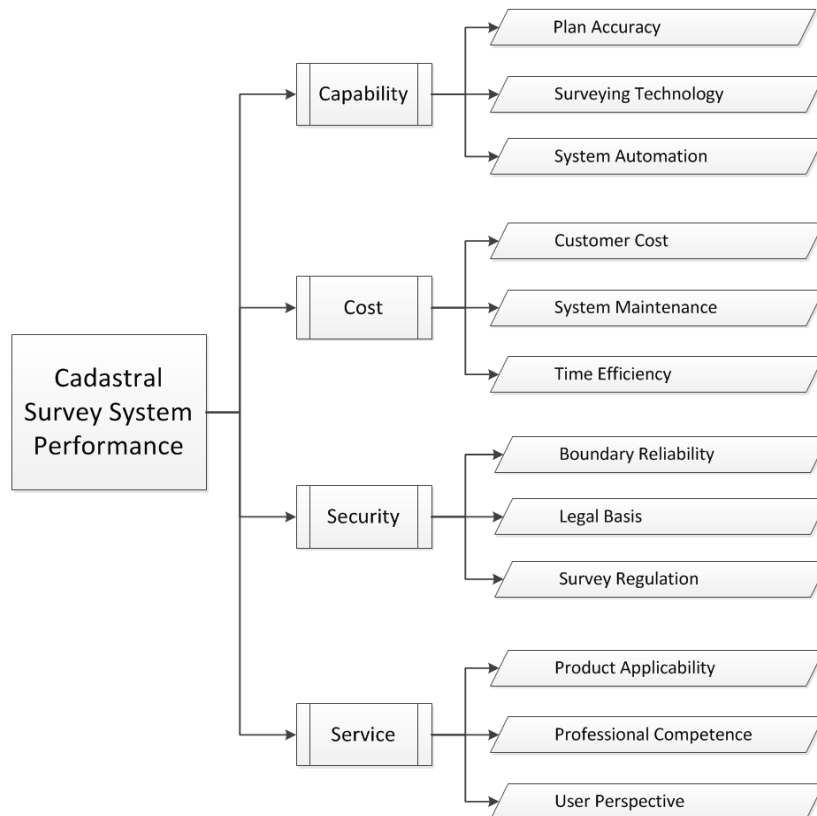 Cadastral
Survey System
Performance
Capability
Plan Accuracy
Surveying Technology
System Automation
Cost
Customer Cost
System Maintenance
Time Efficiency
Security
Boundary Reliability
Legal Basis
Survey Regulation
Service
Product Applicability
Professional Competence
User Perspective